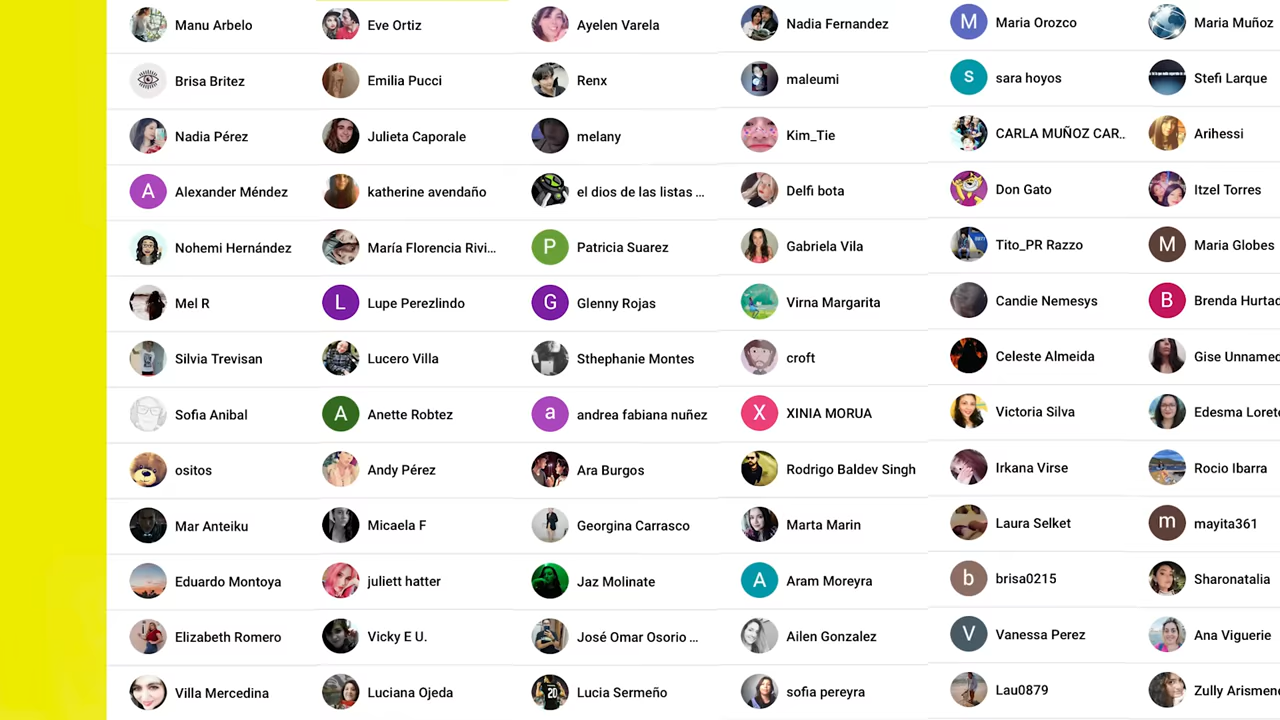 Manu Arbelo
Eve Ortiz
Ayelen Varela
Nadia Fernandez
Maria Orozco
Maria Muñoz
Brisa Britez
Emilia Pucci
Renx
maleumi
sara hoyos
Stefi Larque
Nadia Pérez
Julieta Caporale
melany
Kim_Tie
CARLA MUÑOZ CAR..
Arihessi
A
Alexander Méndez
katherine avendaño
el dios de las listas ...
Delfi bota
Don Gato
Itzel Torres
Nohemi Hernández
María Florencia Rivi...
P
Patricia Suarez
Gabriela Vila
Tito_PR Razzo
M
Maria Globes
Mel R
L
Lupe Perezlindo
G
Glenny Rojas
Virna Margarita
Candie Nemesys
B
Brenda Hurtad
Silvia Trevisan
Lucero Villa
Sthephanie Montes
croft
Celeste Almeida
Gise Unnamed
Sofia Anibal
A
Anette Robtez
a
andrea fabiana nuñez
X
XINIA MORUA
Victoria Silva
Edesma Lorete
ositos
Andy Pérez
Ara Burgos
Rodrigo Baldev Singh
Irkana Virse
Rocio Ibarra
Mar Anteiku
Micaela F
Georgina Carrasco
Marta Marin
Laura Selket
m
mayita361
Eduardo Montoya
juliett hatter
Jaz Molinate
A
Aram Moreyra
b
brisa0215
Sharonatalia
Elizabeth Romero
Vicky E U.
José Omar Osorio ...
Ailen Gonzalez
V
Vanessa Perez
Ana Viguerie
Villa Mercedina
Luciana Ojeda
20
Lucia Sermeño
sofia pereyra
Lau0879
Zully Arismen
M
s